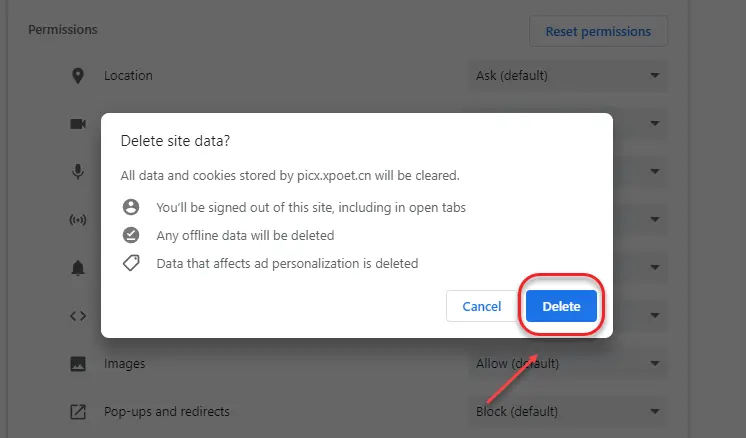 Permissions
Reset permissions
Location
Ask (default)
Delete site data?
All data and cookies stored by picx.xpoet.cn will be cleared.
You'll be signed out of this site, including in open tabs
Any offline data will be deleted
Data that affects ad personalization is deleted
Cancel
Delete
Images
Allow (default)
Pop-ups and redirects
Block (default)